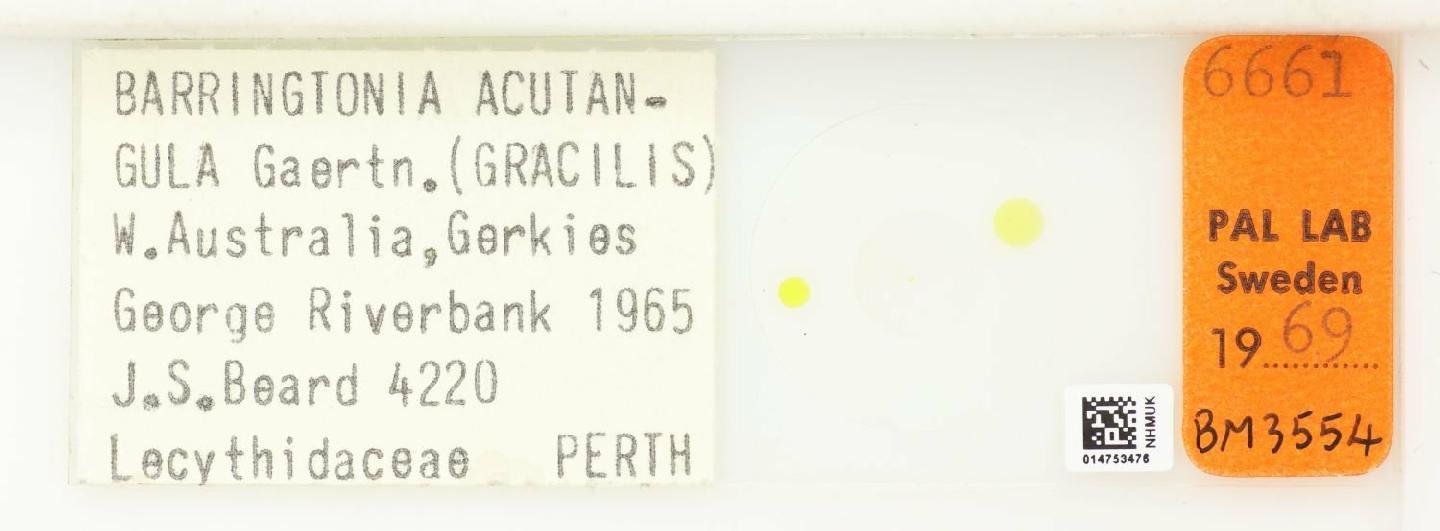 BARRINGTONIA ACUTAN-
GULA Gaertn.(GRACILIS)
W.Australia,Gerkies
George Riverbank 1965
J.S.Beard 4220
Lecythidaceae PERTH
6661
PAL LAB
Sweden
1969
BM3554
NHMUK
014753476